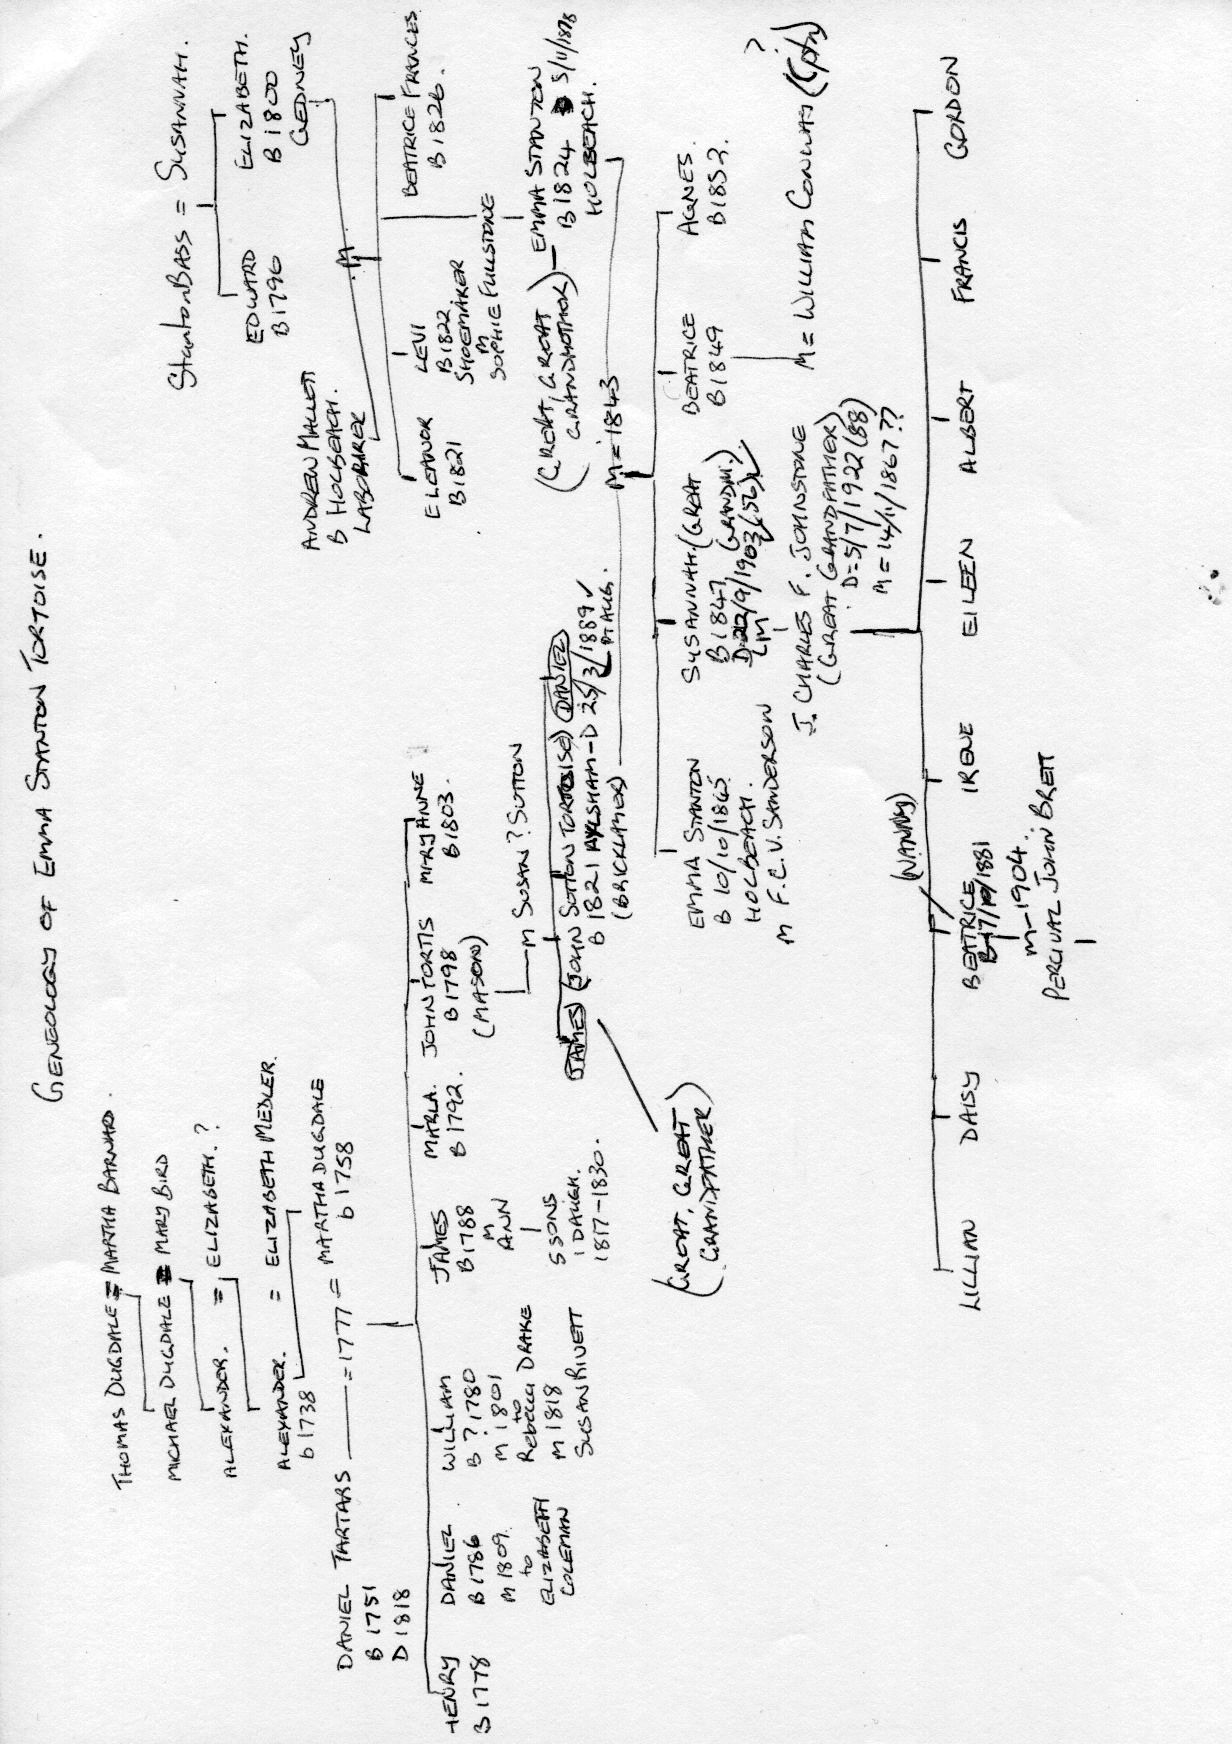 GENEOLOGY OF EMMA STANTON TORTOISE.
THOMAS DUGDALE = MARTHA BARNARD.
MICHAEL DUGDALE = MARY BIRD
ALEXANDER. = ELIZABETH. ?
ALEXANDER. = ELIZABETH MEDLER.
b 1738
DANIEL TARTARS = 1777 = MARTHA DUGDALE
b 1758
B 1751
D 1818
HENRY
B 1778
DANIEL
B 1786
M 1809.
to
ELIZABETH
COLEMAN
WILLIAM
B ? 1780
M 1801
to
Rebecca DRAKE
M 1818
SUSAN RIVETT
JAMES
B 1788
M
ANN
5 SONS
1 DAUGH.
1817-1830.
MARLA.
B 1792.
JOHN TORTIS
B 1798
(MASON)
MARY ANNE
B 1803.
M SUSAN ? SUTTON
JAMES (JOHN SUTTON TORTOISE) DANIEL
B 1821 AYLSHAM - D 25/3/1889 ✓
PT AUG.
(BRICKLAYER)
(GREAT, GREAT
GRANDFATHER)
Stanton BASS = SUSANNAH.
EDWARD
B 1796
ELIZABETH.
B 1800
GEDNEY
ANDREW MALLETT
B HOLBEACH.
LABORARER
M
ELEANOR
B 1821
LEVI
B 1822.
SHOEMAKER
M
SOPHIE FULLSTONE
BEATRICE FRANCES
B 1826.
(GREAT, GREAT
GRANDMOTHER)
EMMA STANTON
B 1824 D 5/11/1878
HOLBEACH.
M = 1843
EMMA STANTON
B 10/10/1845
HOLBEACH.
M F.C.V. SANDERSON
SUSANNAH. (GREAT
GRANDM.)
B 1847
D 22/9/1903 (56) ✓
M
J. CHARLES F. JOHNSTONE
(GREAT GRANDFATHER)
D = 5/7/1922 (88)
M = 14/11/1867 ??
BEATRICE
B 1849
M = WILLIAM CONWAY (Cptn)
?
AGNES.
B 1852.
(NANNY)
LILLIAN
DAISY
BEATRICE
B 17/10/1881
M - 1904.
PERCIVAL JOHN BRETT
IRENE
EILEEN
ALBERT
FRANCIS
GORDON